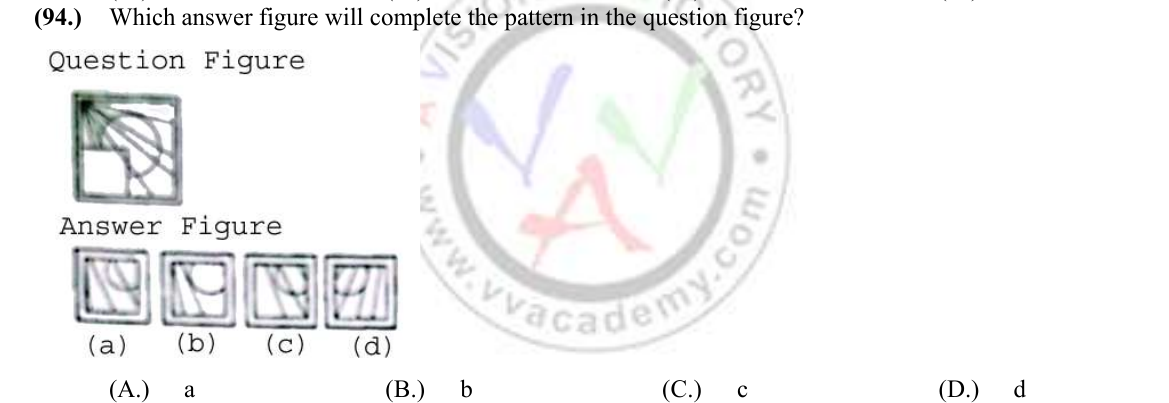 (94.) Which answer figure will complete the pattern in the question figure?
Question Figure
Answer Figure
(a) (b) (c) (d)
(A.) a (B.) b (C.) c (D.) d
www.vvacademy.com